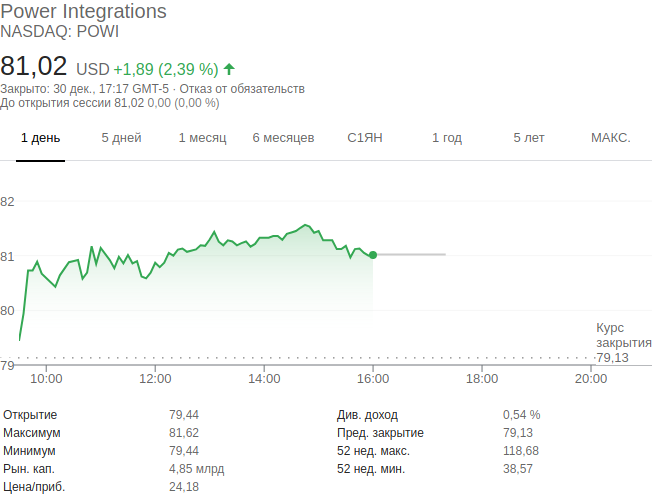 Power Integrations
NASDAQ: POWI
81,02 USD +1,89 (2,39 %)
Закрыто: 30 дек., 17:17 GMT-5 · Отказ от обязательств
До открытия сессии 81,02 0,00 (0,00 %)
1 день 5 дней 1 месяц 6 месяцев С1ЯН 1 год 5 лет МАКС.
82
81
80
Курс
закрытия
79,13
79
10:00 12:00 14:00 16:00 18:00 20:00
Открытие 79,44 Див. доход 0,54 %
Максимум 81,62 Пред. закрытие 79,13
Минимум 79,44 52 нед. макс. 118,68
Рын. кап. 4,85 млрд 52 нед. мин. 38,57
Цена/приб. 24,18